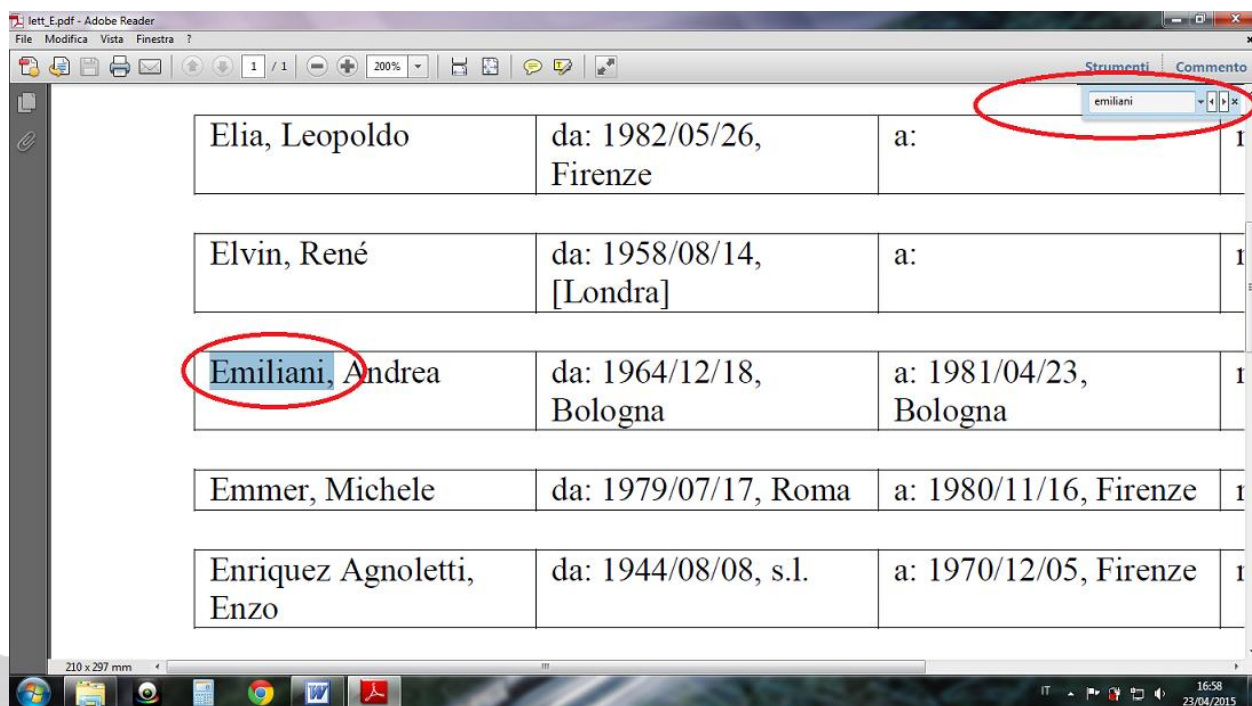 lett_E.pdf - Adobe Reader
File Modifica Vista Finestra ?
1 / 1 200% Strumenti Commento
emiliani
Elia, Leopoldo da: 1982/05/26, a:
Firenze
Elvin, René da: 1958/08/14, a:
[Londra]
Emiliani, Andrea da: 1964/12/18, a: 1981/04/23,
Bologna Bologna
Emmer, Michele da: 1979/07/17, Roma a: 1980/11/16, Firenze
Enriquez Agnoletti, da: 1944/08/08, s.l. a: 1970/12/05, Firenze
Enzo
210 x 297 mm
IT 16:58
23/04/2015